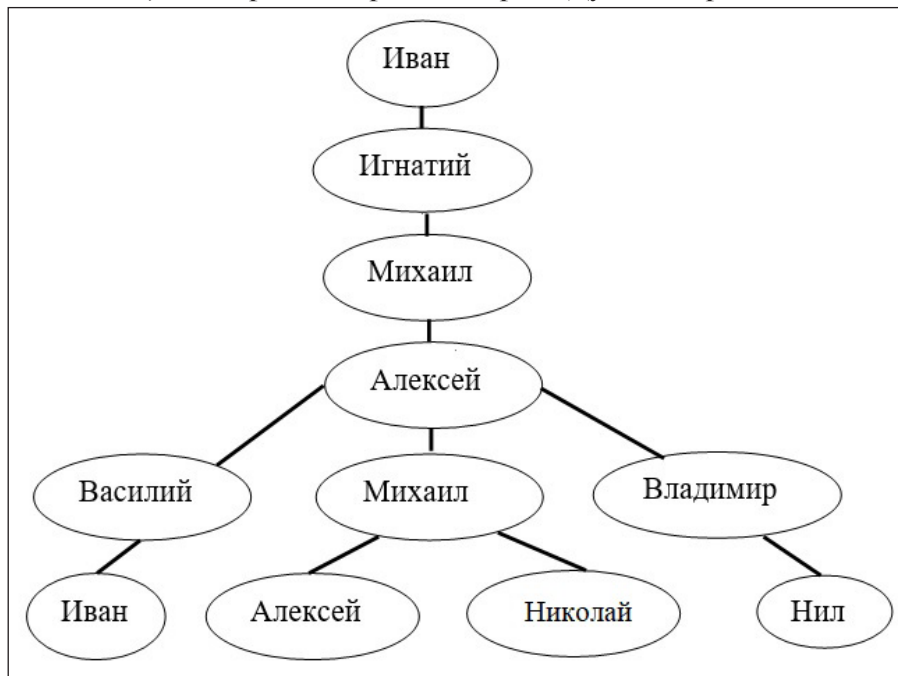 Иван
Игнатий
Михаил
Алексей
Василий
Михаил
Владимир
Иван
Алексей
Николай
Нил